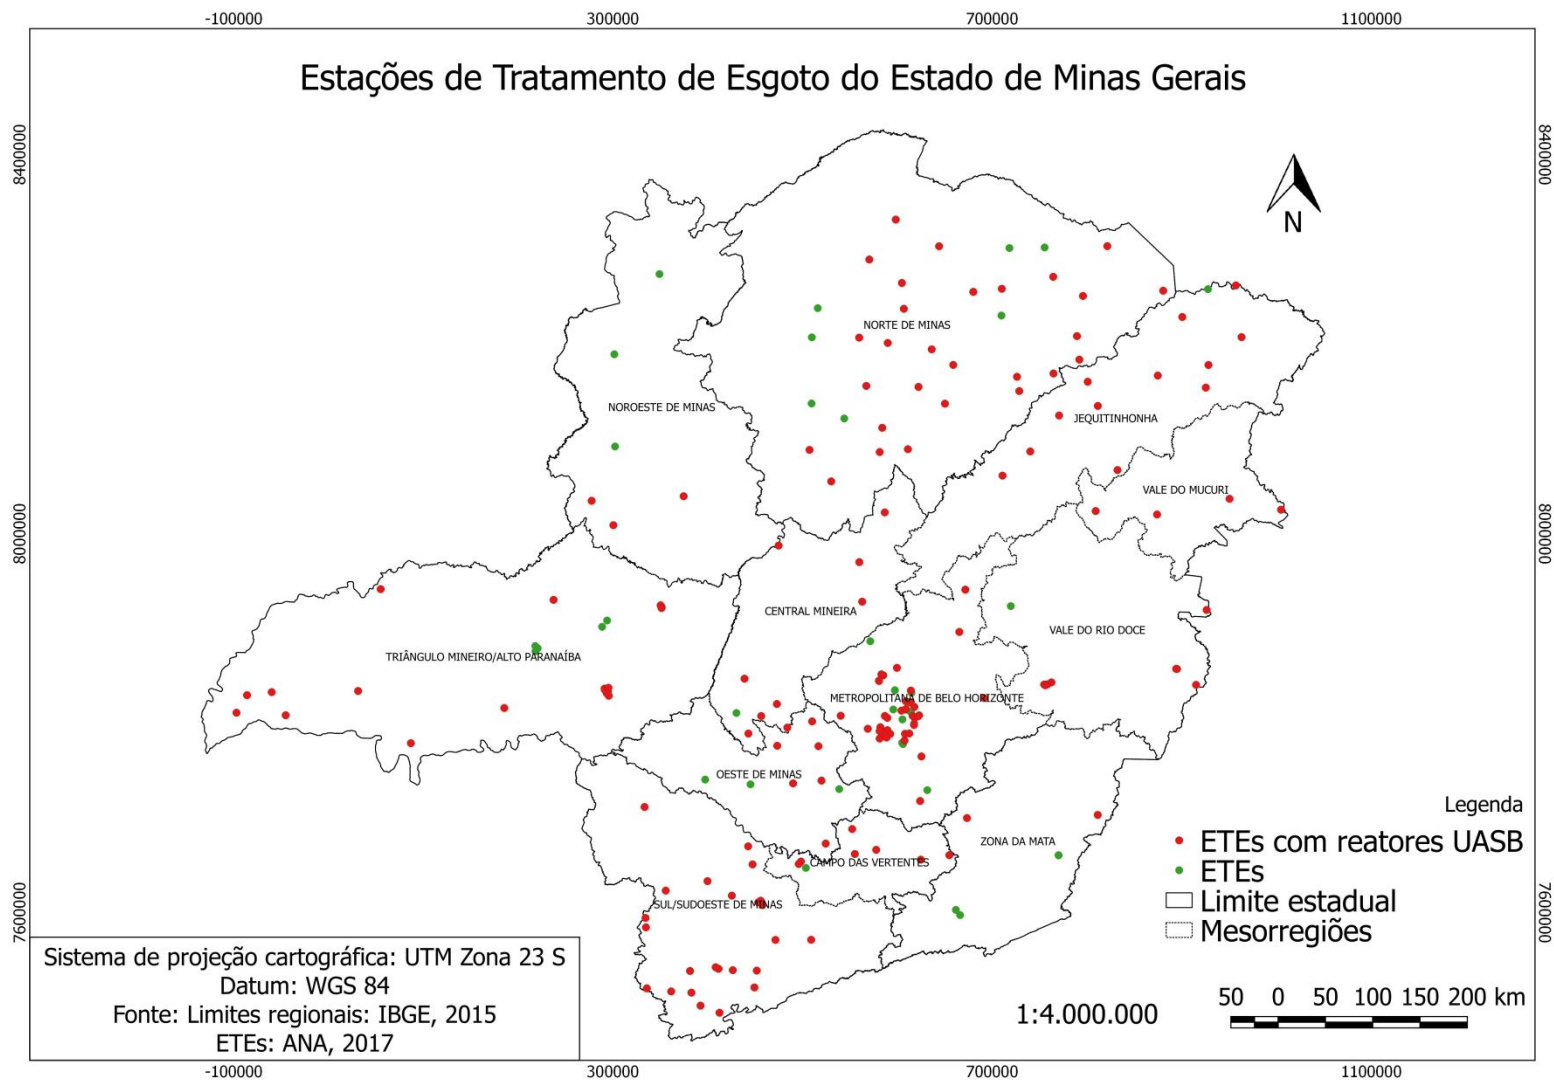 -100000 300000 700000 1100000
Estações de Tratamento de Esgoto do Estado de Minas Gerais
8400000 8400000
N
NORTE DE MINAS
NOROESTE DE MINAS
JEQUITINHONHA
VALE DO MUCURI
8000000 8000000
CENTRAL MINEIRA
VALE DO RIO DOCE
TRIÂNGULO MINEIRO/ALTO PARANAÍBA
METROPOLITANA DE BELO HORIZONTE
OESTE DE MINAS
ZONA DA MATA
CAMPO DAS VERTENTES
SUL/SUDOESTE DE MINAS
7600000 7600000
Legenda
ETEs com reatores UASB
ETEs
Limite estadual
Mesorregiões
Sistema de projeção cartográfica: UTM Zona 23 S
Datum: WGS 84
Fonte: Limites regionais: IBGE, 2015
ETEs: ANA, 2017
1:4.000.000
50 0 50 100 150 200 km
-100000 300000 700000 1100000